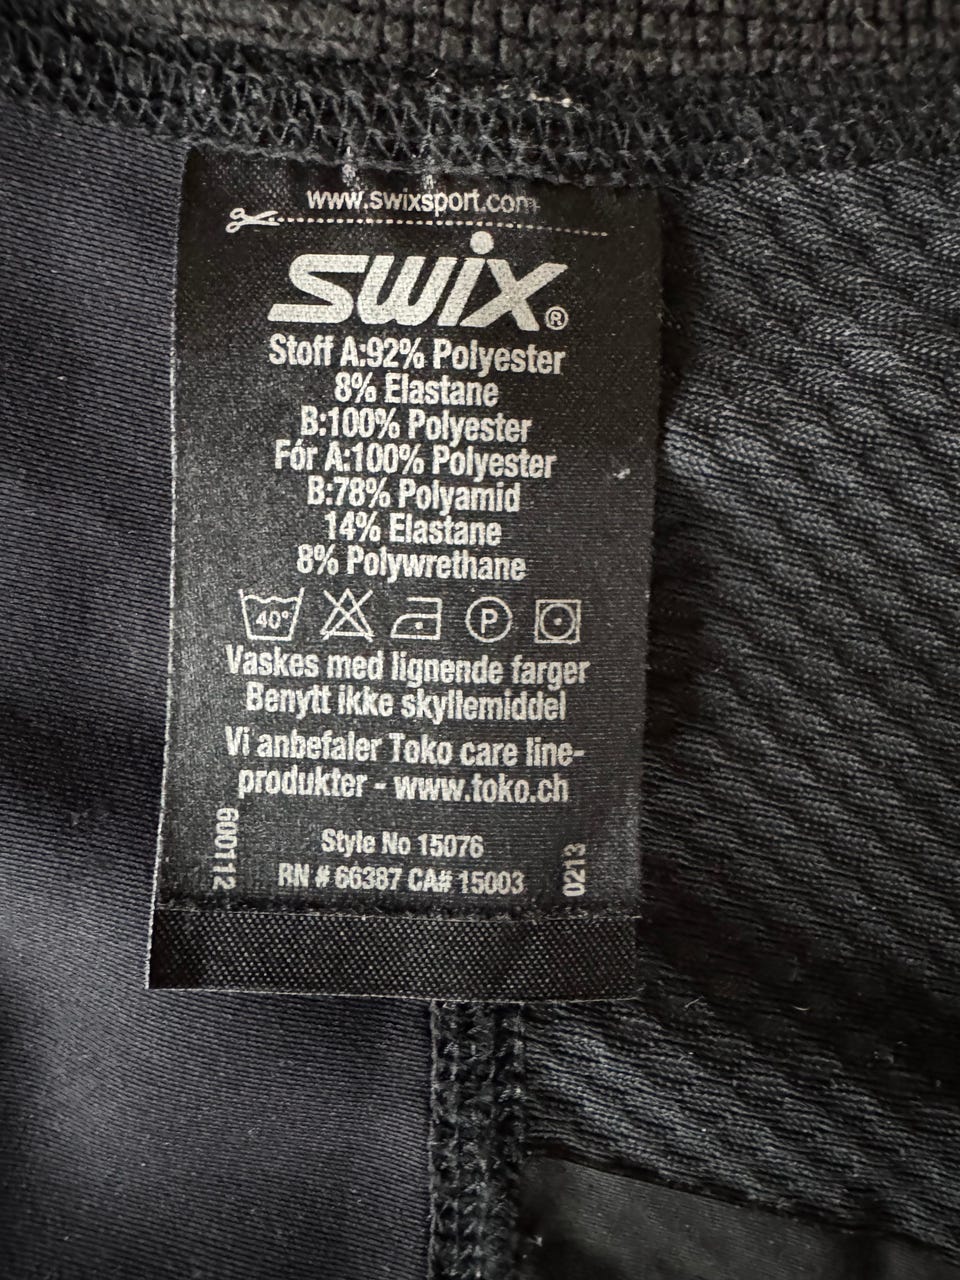 www.swixsport.com
swix®
Stoff A:92% Polyester
8% Elastane
B:100% Polyester
Fór A:100% Polyester
B:78% Polyamid
14% Elastane
8% Polywrethane
40° P
Vaskes med lignende farger
Benytt ikke skyllemiddel
Vi anbefaler Toko care line-
produkter - www.toko.ch
600112
Style No 15076
RN # 66387 CA# 15003
0213